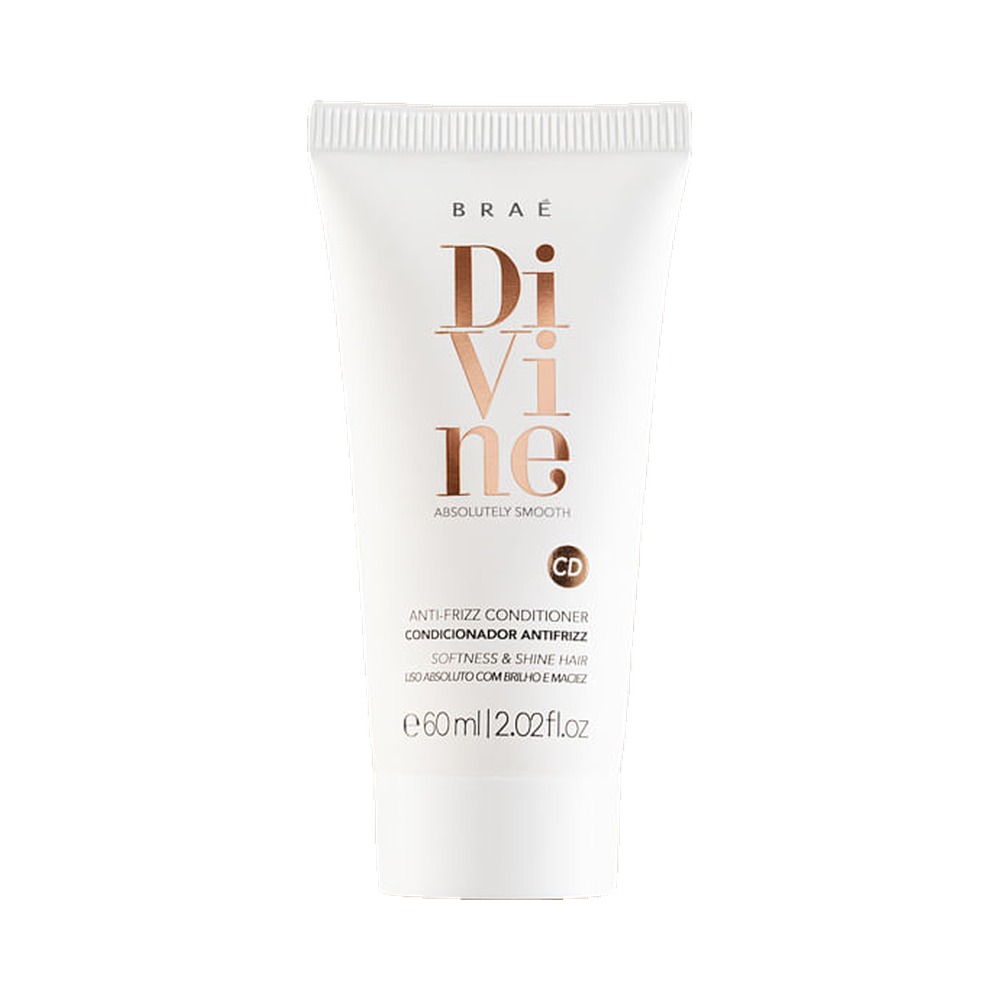 BRAÉ
Di
Vi
ne
ABSOLUTELY SMOOTH
CD
ANTI-FRIZZ CONDITIONER
CONDICIONADOR ANTIFRIZZ
SOFTNESS & SHINE HAIR
LISO ABSOLUTO COM BRILHO E MACIEZ
℮ 60 ml | 2.02 fl.oz